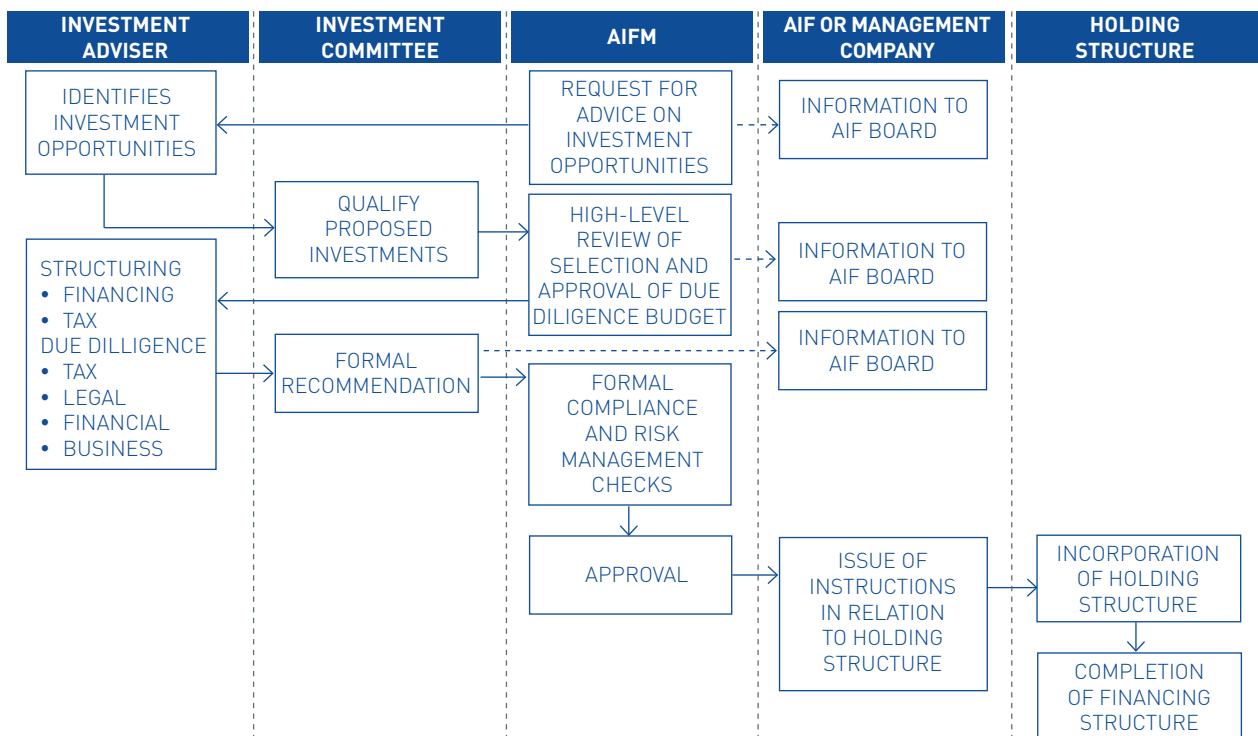 INVESTMENT
ADVISER
INVESTMENT
COMMITTEE
AIFM
AIF OR MANAGEMENT
COMPANY
HOLDING
STRUCTURE
IDENTIFIES
INVESTMENT
OPPORTUNITIES
REQUEST FOR
ADVICE ON
INVESTMENT
OPPORTUNITIES
INFORMATION TO
AIF BOARD
QUALIFY
PROPOSED
INVESTMENTS
HIGH-LEVEL
REVIEW OF
SELECTION AND
APPROVAL OF DUE
DILIGENCE BUDGET
INFORMATION TO
AIF BOARD
STRUCTURING
• FINANCING
• TAX
DUE DILLIGENCE
• TAX
• LEGAL
• FINANCIAL
• BUSINESS
FORMAL
RECOMMENDATION
INFORMATION TO
AIF BOARD
FORMAL
COMPLIANCE
AND RISK
MANAGEMENT
CHECKS
APPROVAL
ISSUE OF
INSTRUCTIONS
IN RELATION
TO HOLDING
STRUCTURE
INCORPORATION
OF HOLDING
STRUCTURE
COMPLETION
OF FINANCING
STRUCTURE